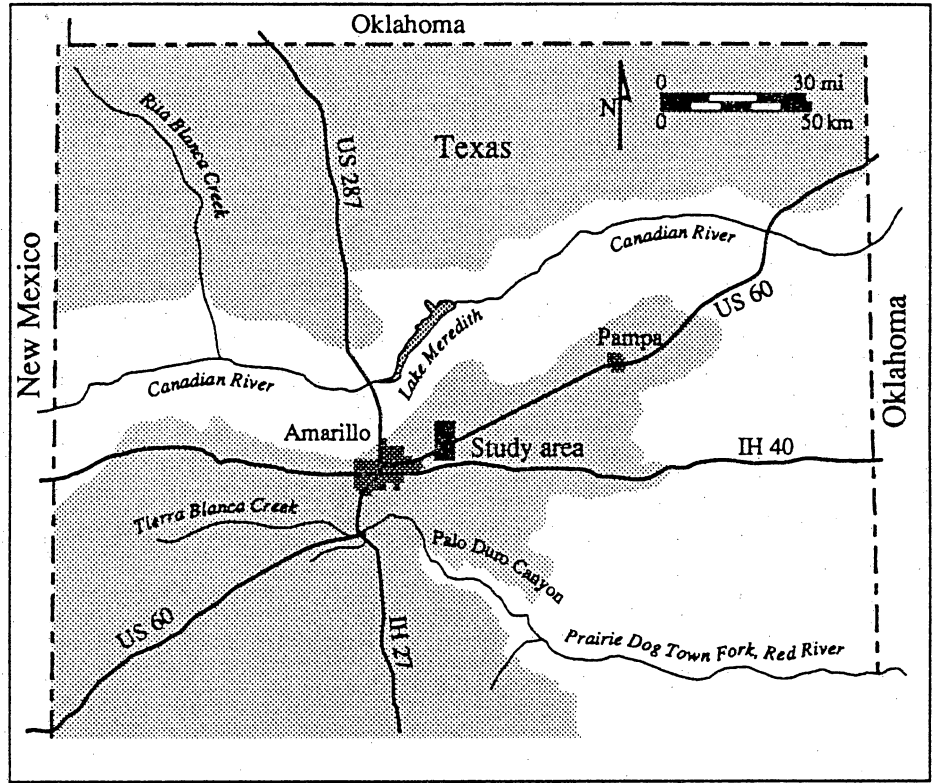 Oklahoma
0 30 mi
N
0 50 km
Rita Blanca Creek
US 287
Texas
Canadian River
New Mexico
US 60
Lake Meredith
Pampa
Oklahoma
Canadian River
Amarillo
Study area
IH 40
Tierra Blanca Creek
Palo Duro Canyon
US 60
IH 27
Prairie Dog Town Fork, Red River